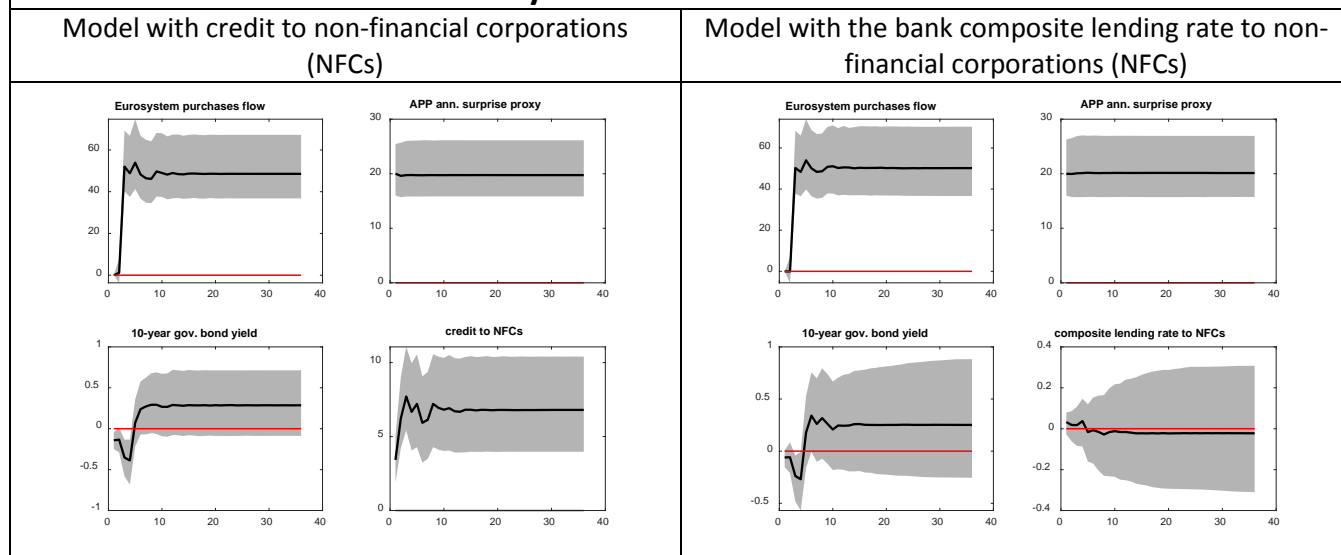 Model with credit to non-financial corporations
(NFCs)
Model with the bank composite lending rate to non-
financial corporations (NFCs)
Eurosystem purchases flow
60
40
20
0
0 10 20 30 40
APP ann. surprise proxy
30
20
10
0
0 10 20 30 40
10-year gov. bond yield
1
0.5
0
-0.5
-1
0 10 20 30 40
credit to NFCs
10
5
0
0 10 20 30 40
Eurosystem purchases flow
60
40
20
0
0 10 20 30 40
APP ann. surprise proxy
30
20
10
0
0 10 20 30 40
10-year gov. bond yield
1
0.5
0
-0.5
0 10 20 30 40
composite lending rate to NFCs
0.4
0.2
0
-0.2
-0.4
0 10 20 30 40